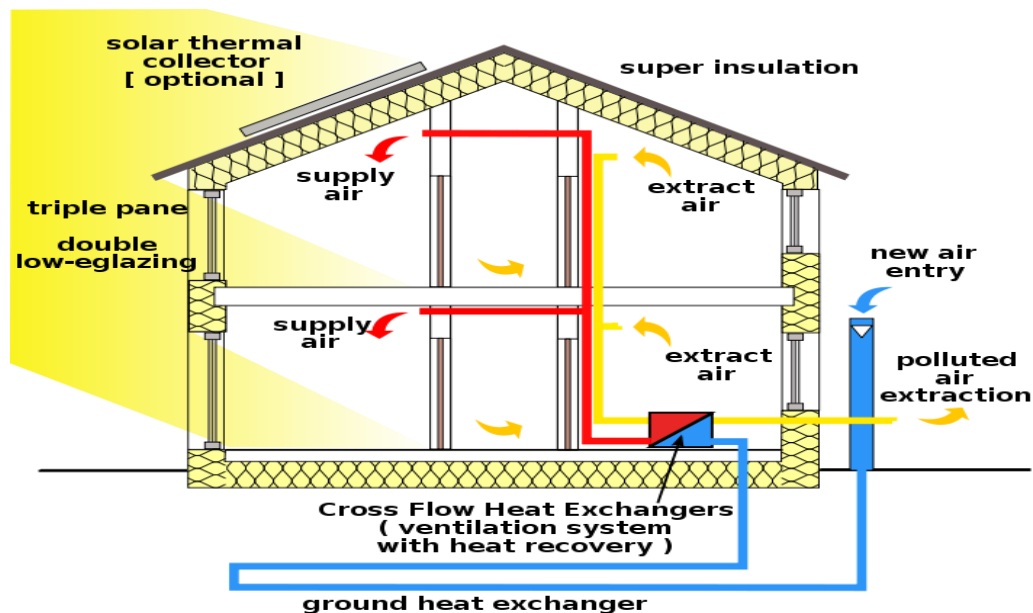 solar thermal
collector
[ optional ]
super insulation
supply
air
extract
air
triple pane
double
low-eglazing
new air
entry
supply
air
extract
air
polluted
air
extraction
Cross Flow Heat Exchangers
( ventilation system
with heat recovery )
ground heat exchanger